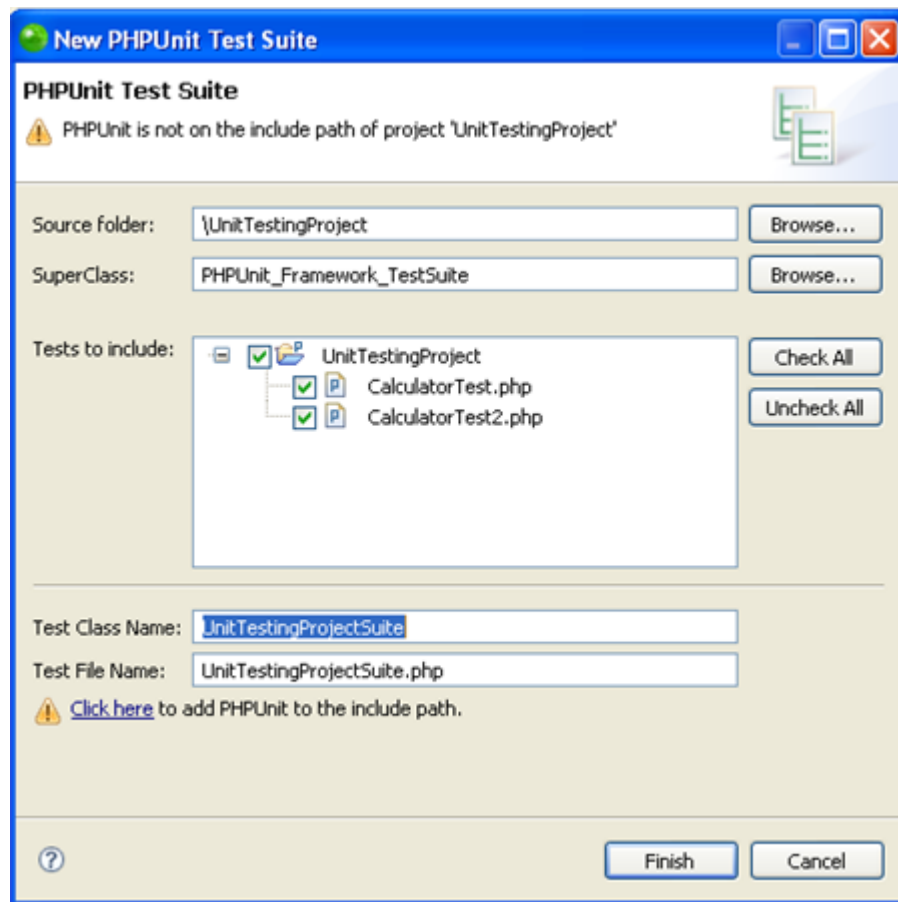 New PHPUnit Test Suite
PHPUnit Test Suite
PHPUnit is not on the include path of project 'UnitTestingProject'
Source folder: \UnitTestingProject Browse...
SuperClass: PHPUnit_Framework_TestSuite Browse...
Tests to include: UnitTestingProject Check All
CalculatorTest.php
CalculatorTest2.php Uncheck All
Test Class Name: UnitTestingProjectSuite
Test File Name: UnitTestingProjectSuite.php
Click here to add PHPUnit to the include path.
? Finish Cancel